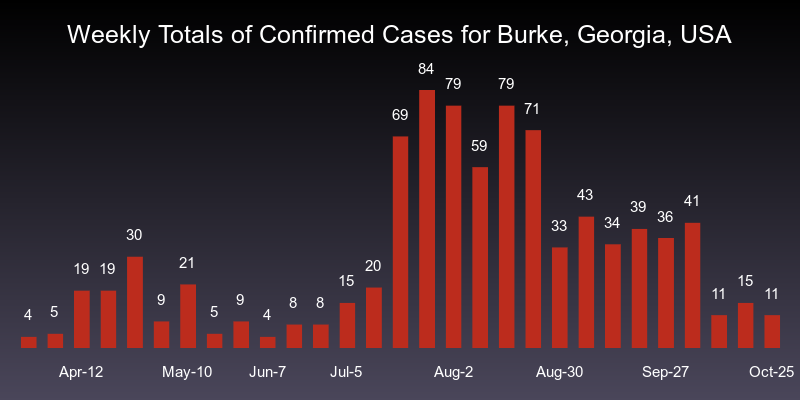 Weekly Totals of Confirmed Cases for Burke, Georgia, USA
4 5 19 19 30 9 21 5 9 4 8 8 15 20 69 84 79 59 79 71 33 43 34 39 36 41 11 15 11
Apr-12 May-10 Jun-7 Jul-5 Aug-2 Aug-30 Sep-27 Oct-25